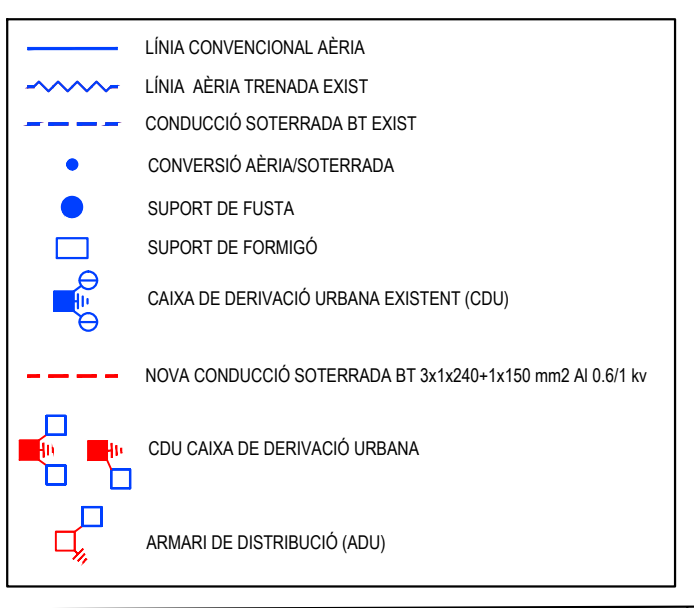 LÍNIA CONVENCIONAL AÈRIA
LÍNIA AÈRIA TRENADA EXIST
CONDUCCIÓ SOTERRADA BT EXIST
CONVERSIÓ AÈRIA/SOTERRADA
SUPORT DE FUSTA
SUPORT DE FORMIGÓ
CAIXA DE DERIVACIÓ URBANA EXISTENT (CDU)
NOVA CONDUCCIÓ SOTERRADA BT 3x1x240+1x150 mm2 Al 0.6/1 kv
CDU CAIXA DE DERIVACIÓ URBANA
ARMARI DE DISTRIBUCIÓ (ADU)